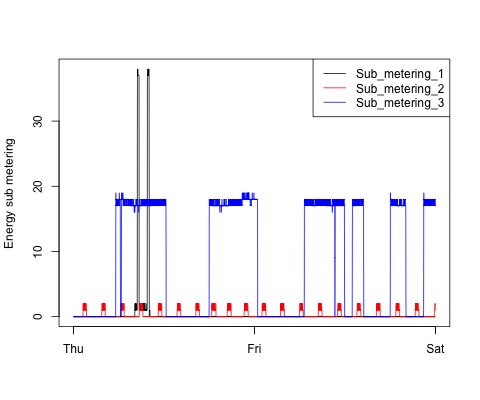 Sub_metering_1
Sub_metering_2
Sub_metering_3
Energy sub metering
30
20
10
0
Thu
Fri
Sat